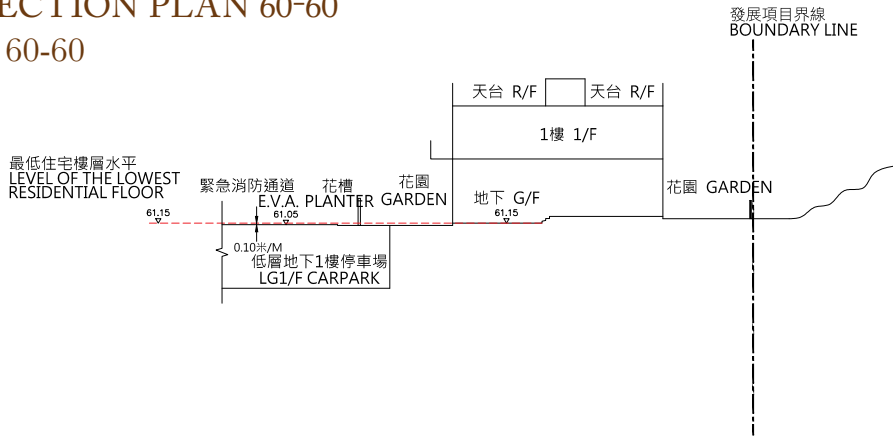 ECTION PLAN 60-60
60-60
發展項目界線
BOUNDARY LINE
天台 R/F
天台 R/F
1樓 1/F
最低住宅樓層水平
LEVEL OF THE LOWEST
RESIDENTIAL FLOOR
緊急消防通道
E.V.A.
花槽
PLANTER
花園
GARDEN
地下 G/F
花園 GARDEN
61.15
61.05
61.15
0.10米/M
低層地下1樓停車場
LG1/F CARPARK